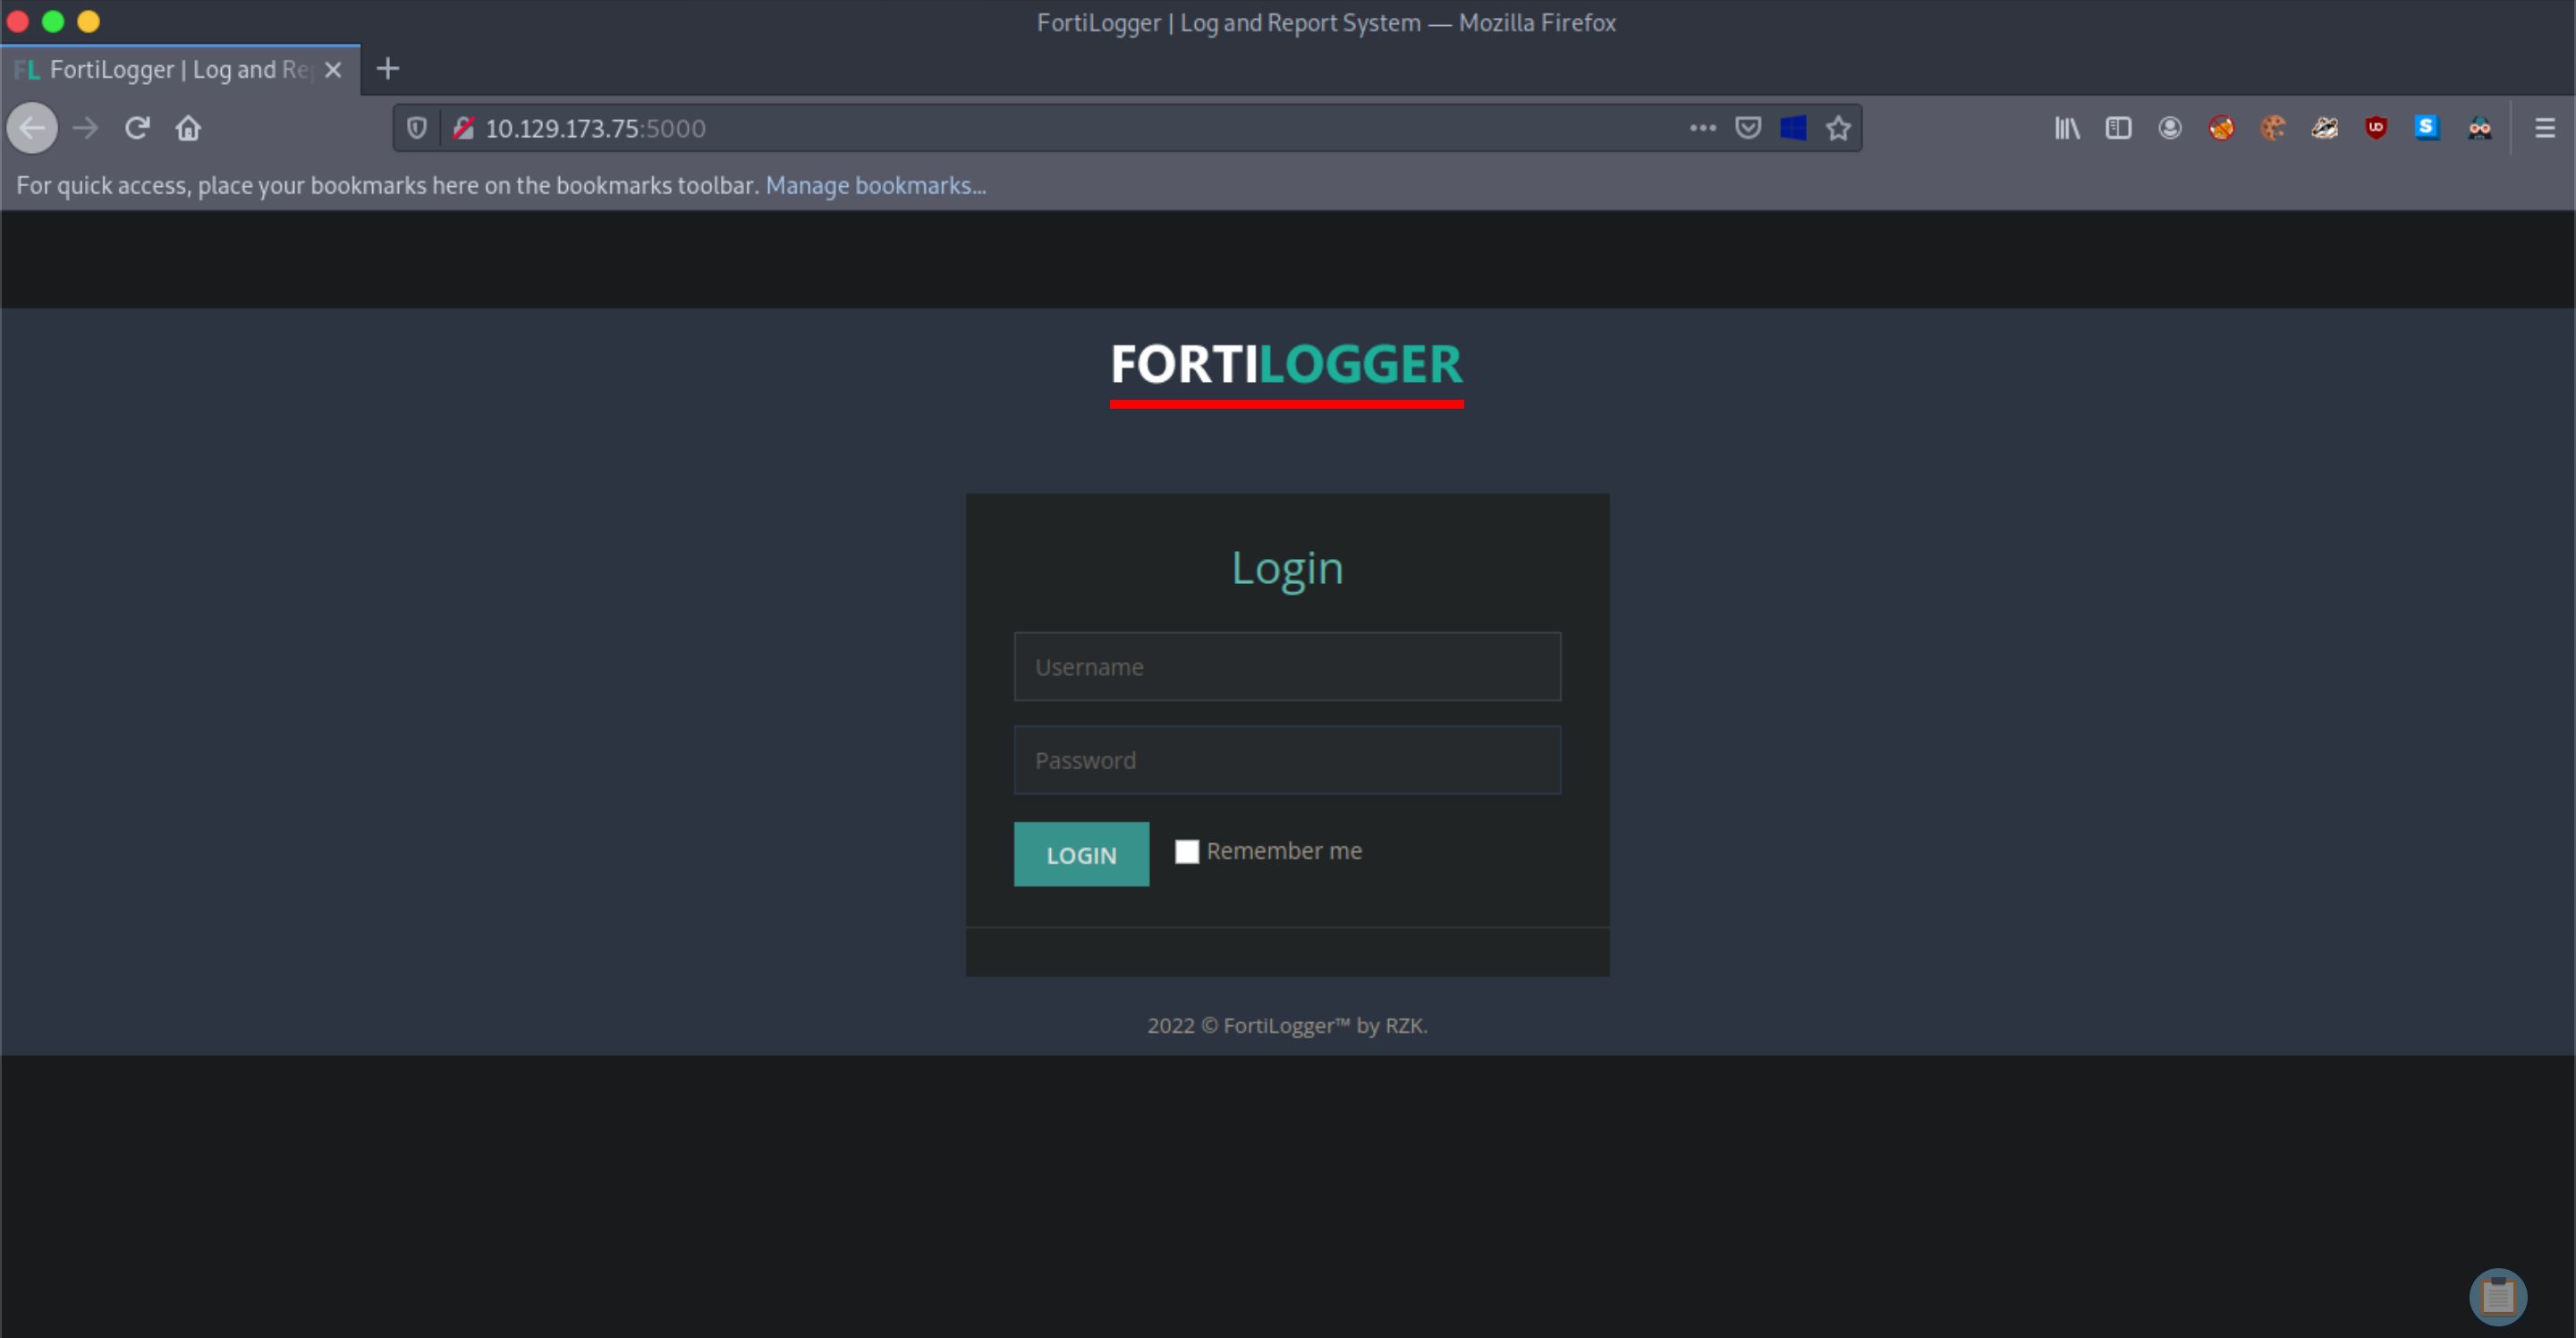 FortiLogger | Log and Report System — Mozilla Firefox
FL FortiLogger | Log and Re
10.129.173.75:5000
For quick access, place your bookmarks here on the bookmarks toolbar. Manage bookmarks...
FORTILOGGER
Login
Username
Password
LOGIN Remember me
2022 © FortiLogger™ by RZK.